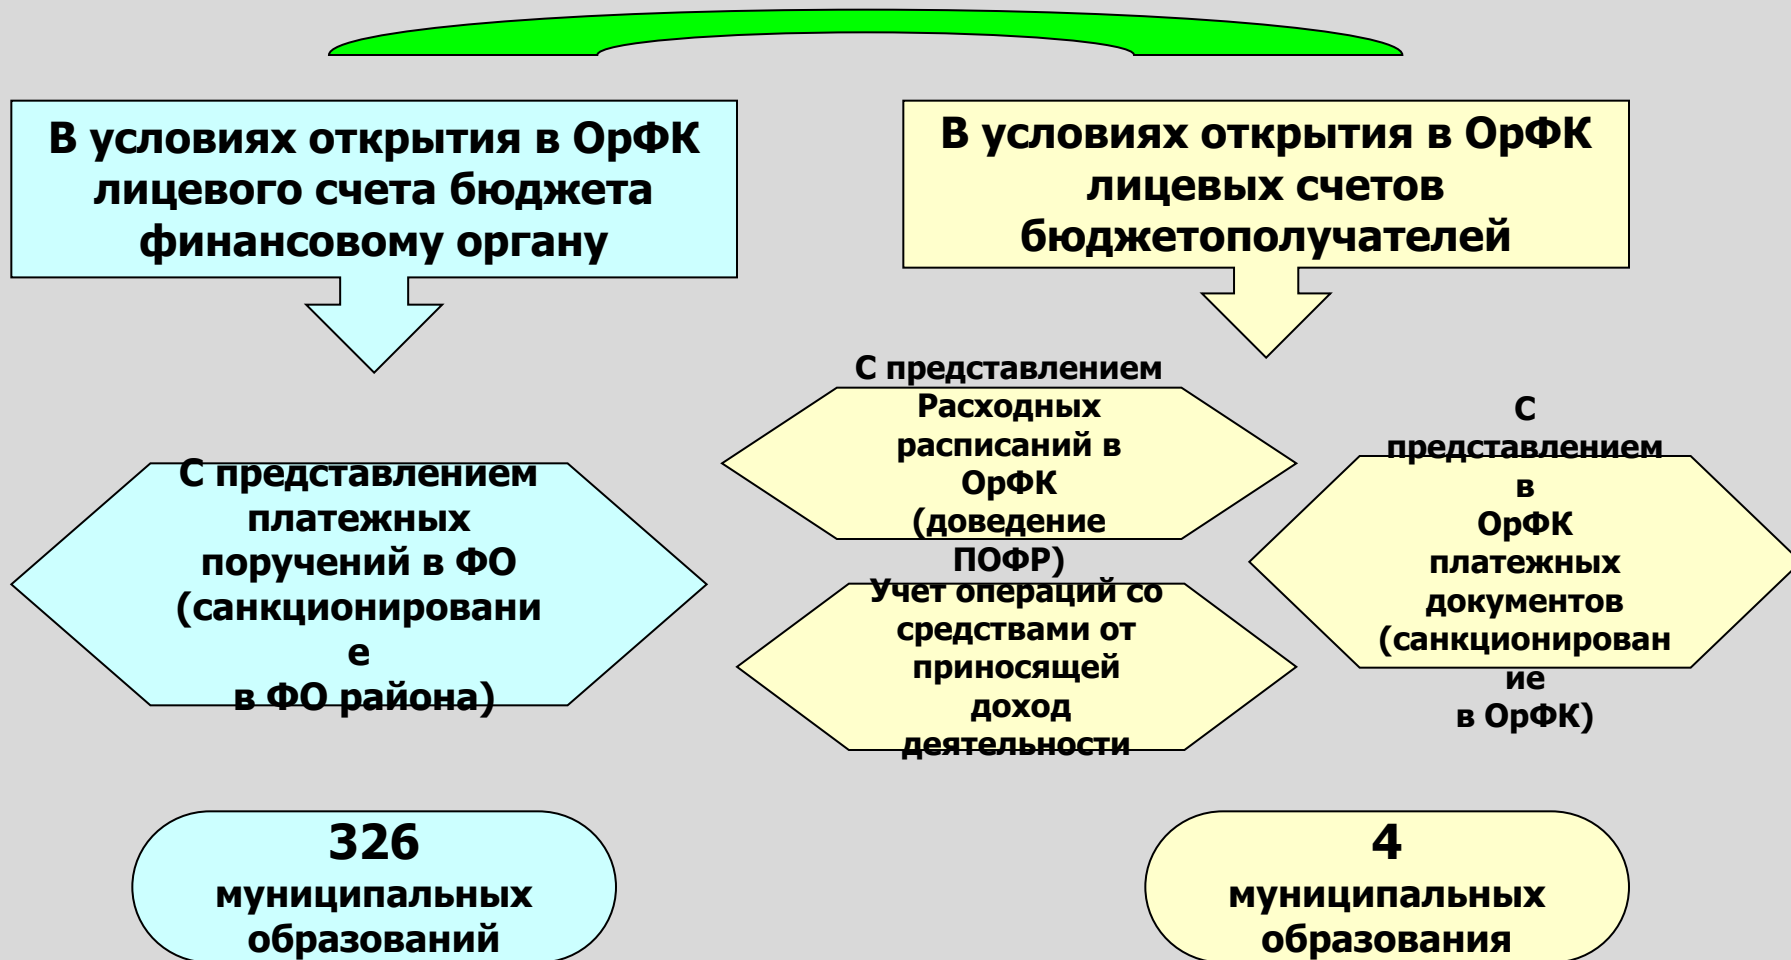 В условиях открытия в ОрФК
лицевого счета бюджета
финансовому органу
В условиях открытия в ОрФК
лицевых счетов
бюджетополучателей
С представлением
платежных
поручений в ФО
(санкционировани
е
в ФО района)
С представлением
Расходных
расписаний в
ОрФК
(доведение
ПОФР)
Учет операций со
средствами от
приносящей
доход
деятельности
С
представлением
в
ОрФК
платежных
документов
(санкционирован
ие
в ОрФК)
326
муниципальных
образований
4
муниципальных
образования